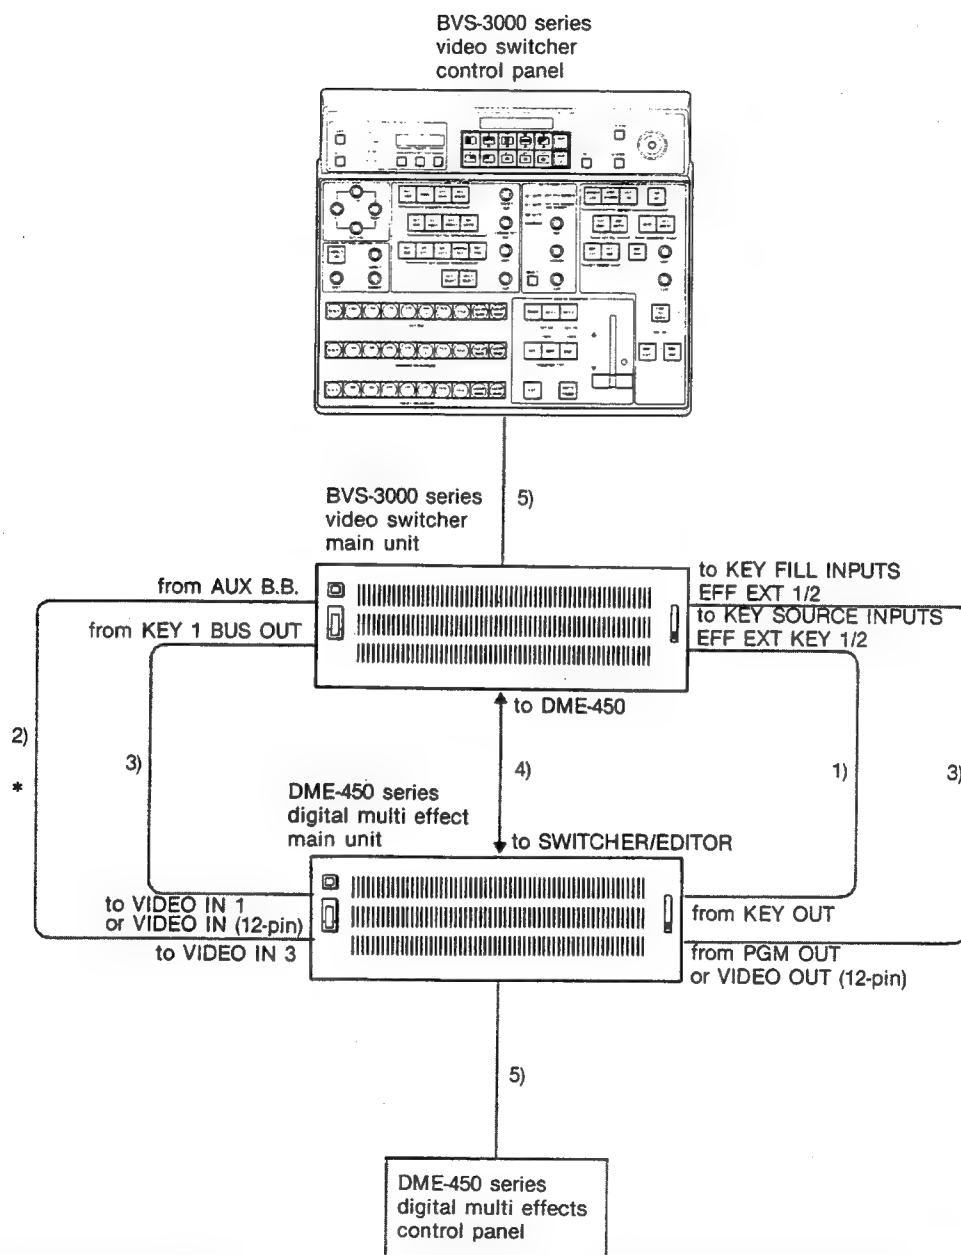 BVS-3000 series
video switcher
control panel
5)
BVS-3000 series
video switcher
main unit
from AUX B.B.
from KEY 1 BUS OUT
to KEY FILL INPUTS
EFF EXT 1/2
to KEY SOURCE INPUTS
EFF EXT KEY 1/2
to DME-450
2)
*
3)
4)
1)
3)
DME-450 series
digital multi effect
main unit
to SWITCHER/EDITOR
to VIDEO IN 1
or VIDEO IN (12-pin)
to VIDEO IN 3
from KEY OUT
from PGM OUT
or VIDEO OUT (12-pin)
5)
DME-450 series
digital multi effects
control panel